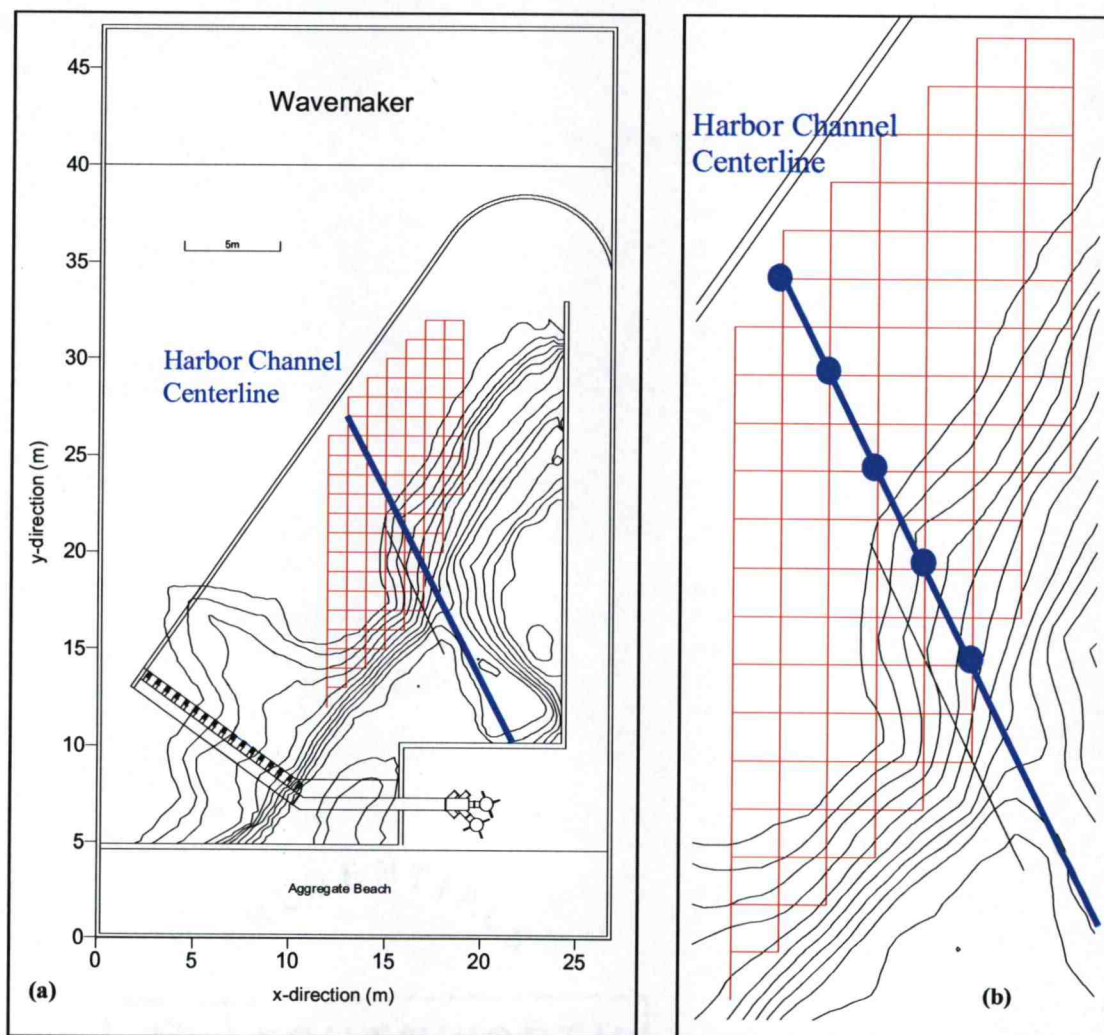 45
Wavemaker
40
35
5m
30
Harbor Channel
Centerline
25
y-direction (m)
20
15
10
5
Aggregate Beach
0
0 5 10 15 20 25
x-direction (m)
(a)
Harbor Channel
Centerline
(b)